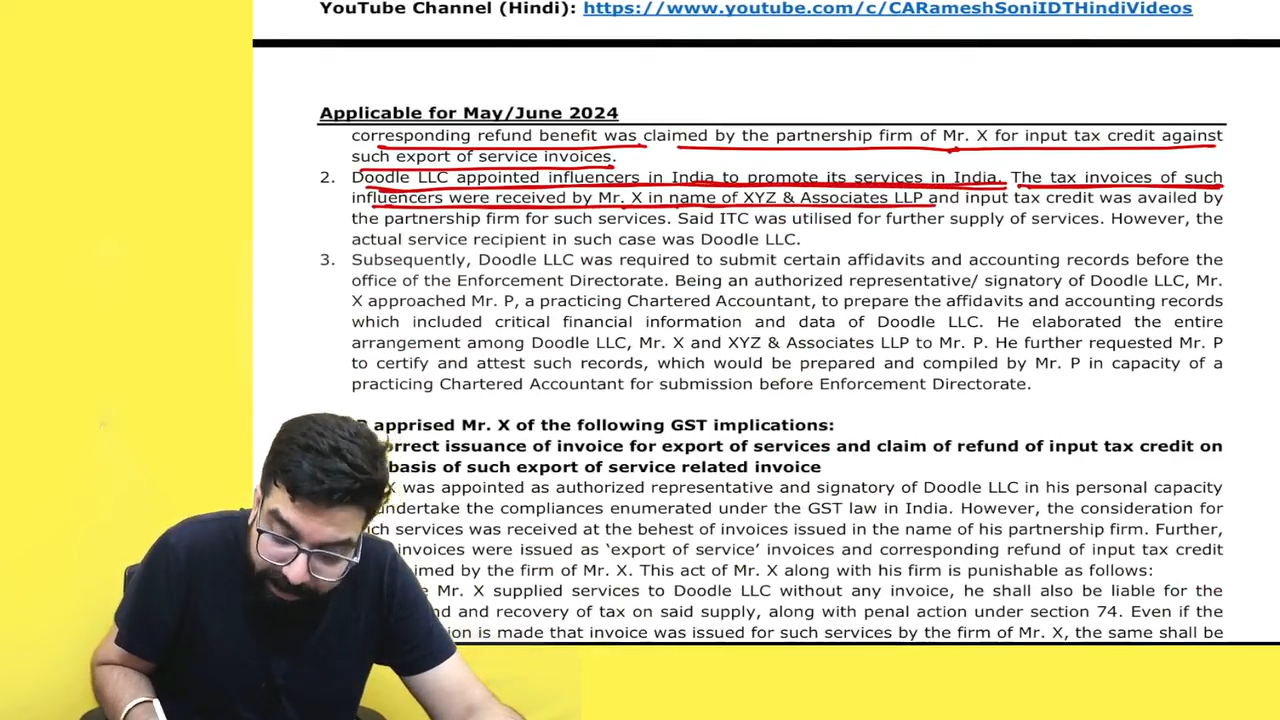 YouTube Channel (Hindi): https://www.youtube.com/c/CARameshSoniIDTHindiVideos
Applicable for May/June 2024
corresponding refund benefit was claimed by the partnership firm of Mr. X for input tax credit against
such export of service invoices.
2. Doodle LLC appointed influencers in India to promote its services in India. The tax invoices of such
influencers were received by Mr. X in name of XYZ & Associates LLP and input tax credit was availed by
the partnership firm for such services. Said ITC was utilised for further supply of services. However, the
actual service recipient in such case was Doodle LLC.
3. Subsequently, Doodle LLC was required to submit certain affidavits and accounting records before the
office of the Enforcement Directorate. Being an authorized representative/ signatory of Doodle LLC, Mr.
X approached Mr. P, a practicing Chartered Accountant, to prepare the affidavits and accounting records
which included critical financial information and data of Doodle LLC. He elaborated the entire
arrangement among Doodle LLC, Mr. X and XYZ & Associates LLP to Mr. P. He further requested Mr. P
to certify and attest such records, which would be prepared and compiled by Mr. P in capacity of a
practicing Chartered Accountant for submission before Enforcement Directorate.
apprised Mr. X of the following GST implications:
issuance of invoice for export of services and claim of refund of input tax credit on
basis of such export of service related invoice
was appointed as authorized representative and signatory of Doodle LLC in his personal capacity
undertake the compliances enumerated under the GST law in India. However, the consideration for
services was received at the behest of invoices issued in the name of his partnership firm. Further,
invoices were issued as ‘export of service’ invoices and corresponding refund of input tax credit
by the firm of Mr. X. This act of Mr. X along with his firm is punishable as follows:
Mr. X supplied services to Doodle LLC without any invoice, he shall also be liable for the
and recovery of tax on said supply, along with penal action under section 74. Even if the
is made that invoice was issued for such services by the firm of Mr. X, the same shall be